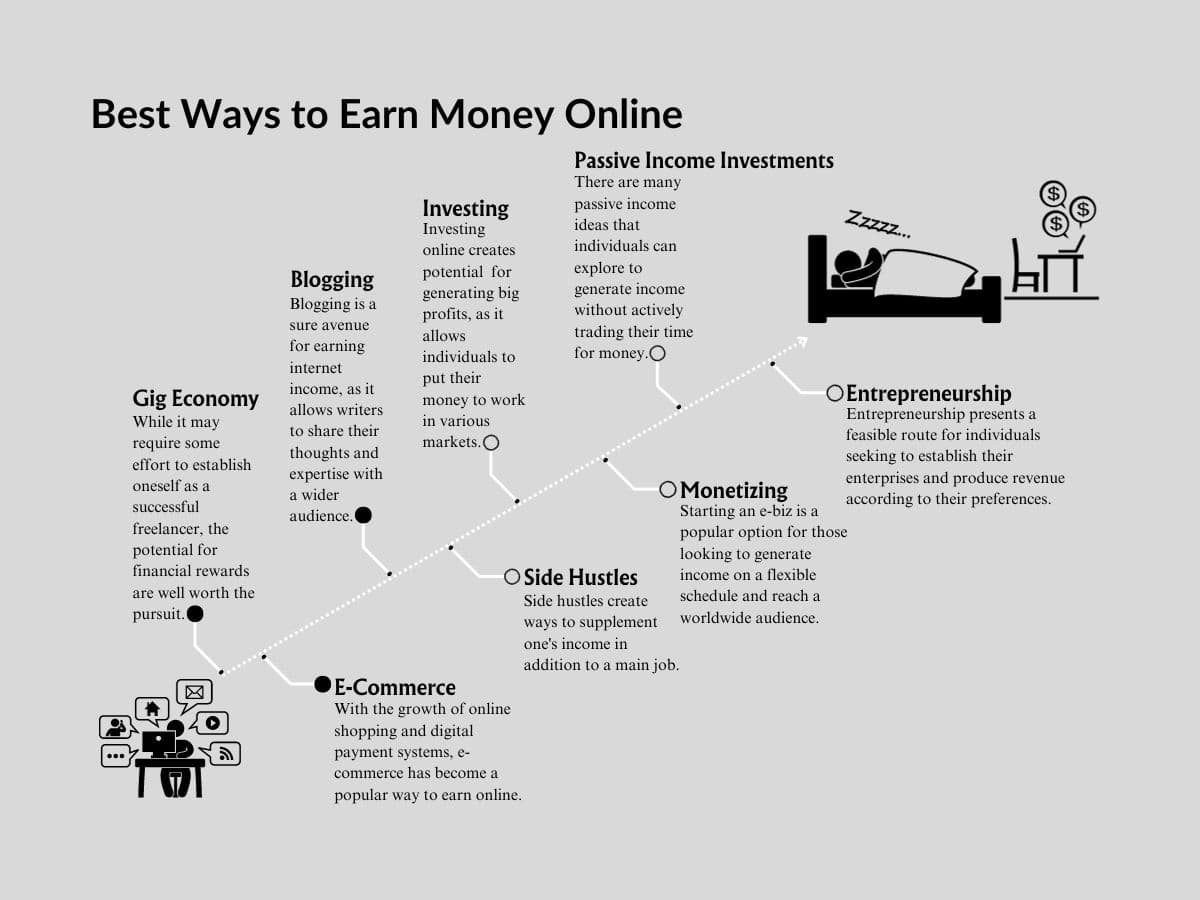 Best Ways to Earn Money Online
Passive Income Investments
There are many
passive income
ideas that
individuals can
explore to
generate income
without actively
trading their time
for money.
Investing
Investing
online creates
potential for
generating big
profits, as it
allows
individuals to
put their
money to work
in various
markets.
Blogging
Blogging is a
sure avenue
for earning
internet
income, as it
allows writers
to share their
thoughts and
expertise with
a wider
audience.
Gig Economy
While it may
require some
effort to establish
oneself as a
successful
freelancer, the
potential for
financial rewards
are well worth the
pursuit.
Zzzzz...
$
$
$
Entrepreneurship
Entrepreneurship presents a
feasible route for individuals
seeking to establish their
enterprises and produce revenue
according to their preferences.
Monetizing
Starting an e-biz is a
popular option for those
looking to generate
income on a flexible
schedule and reach a
worldwide audience.
Side Hustles
Side hustles create
ways to supplement
one's income in
addition to a main job.
E-Commerce
With the growth of online
shopping and digital
payment systems, e-
commerce has become a
popular way to earn online.